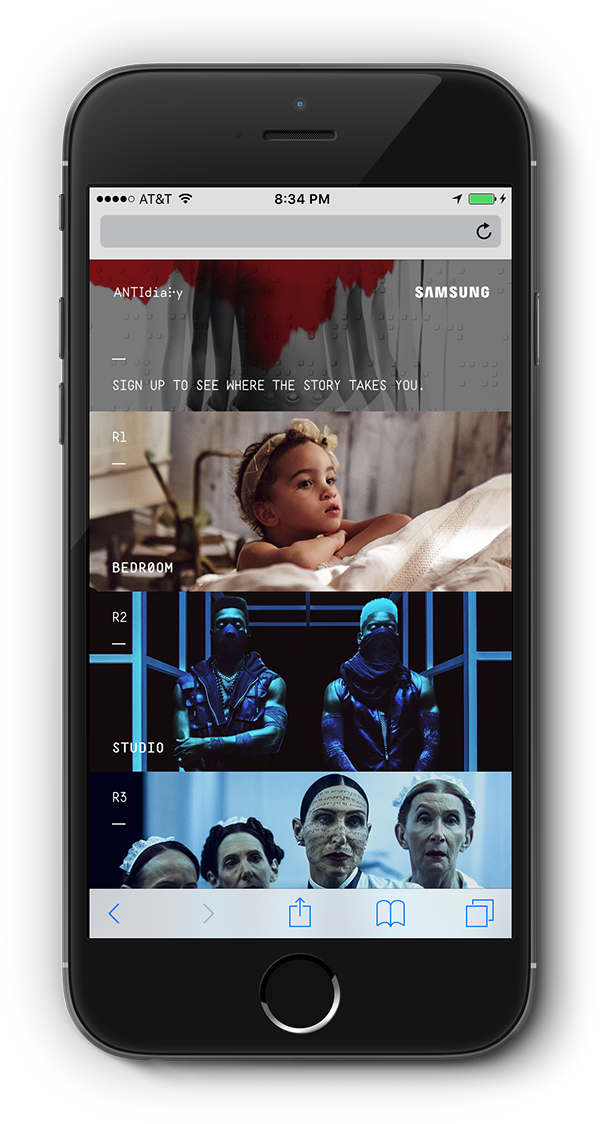 AT&T
8:34 PM
ANTIdia⠗y
SAMSUNG
SIGN UP TO SEE WHERE THE STORY TAKES YOU.
R1
BEDROOM
R2
STUDIO
R3